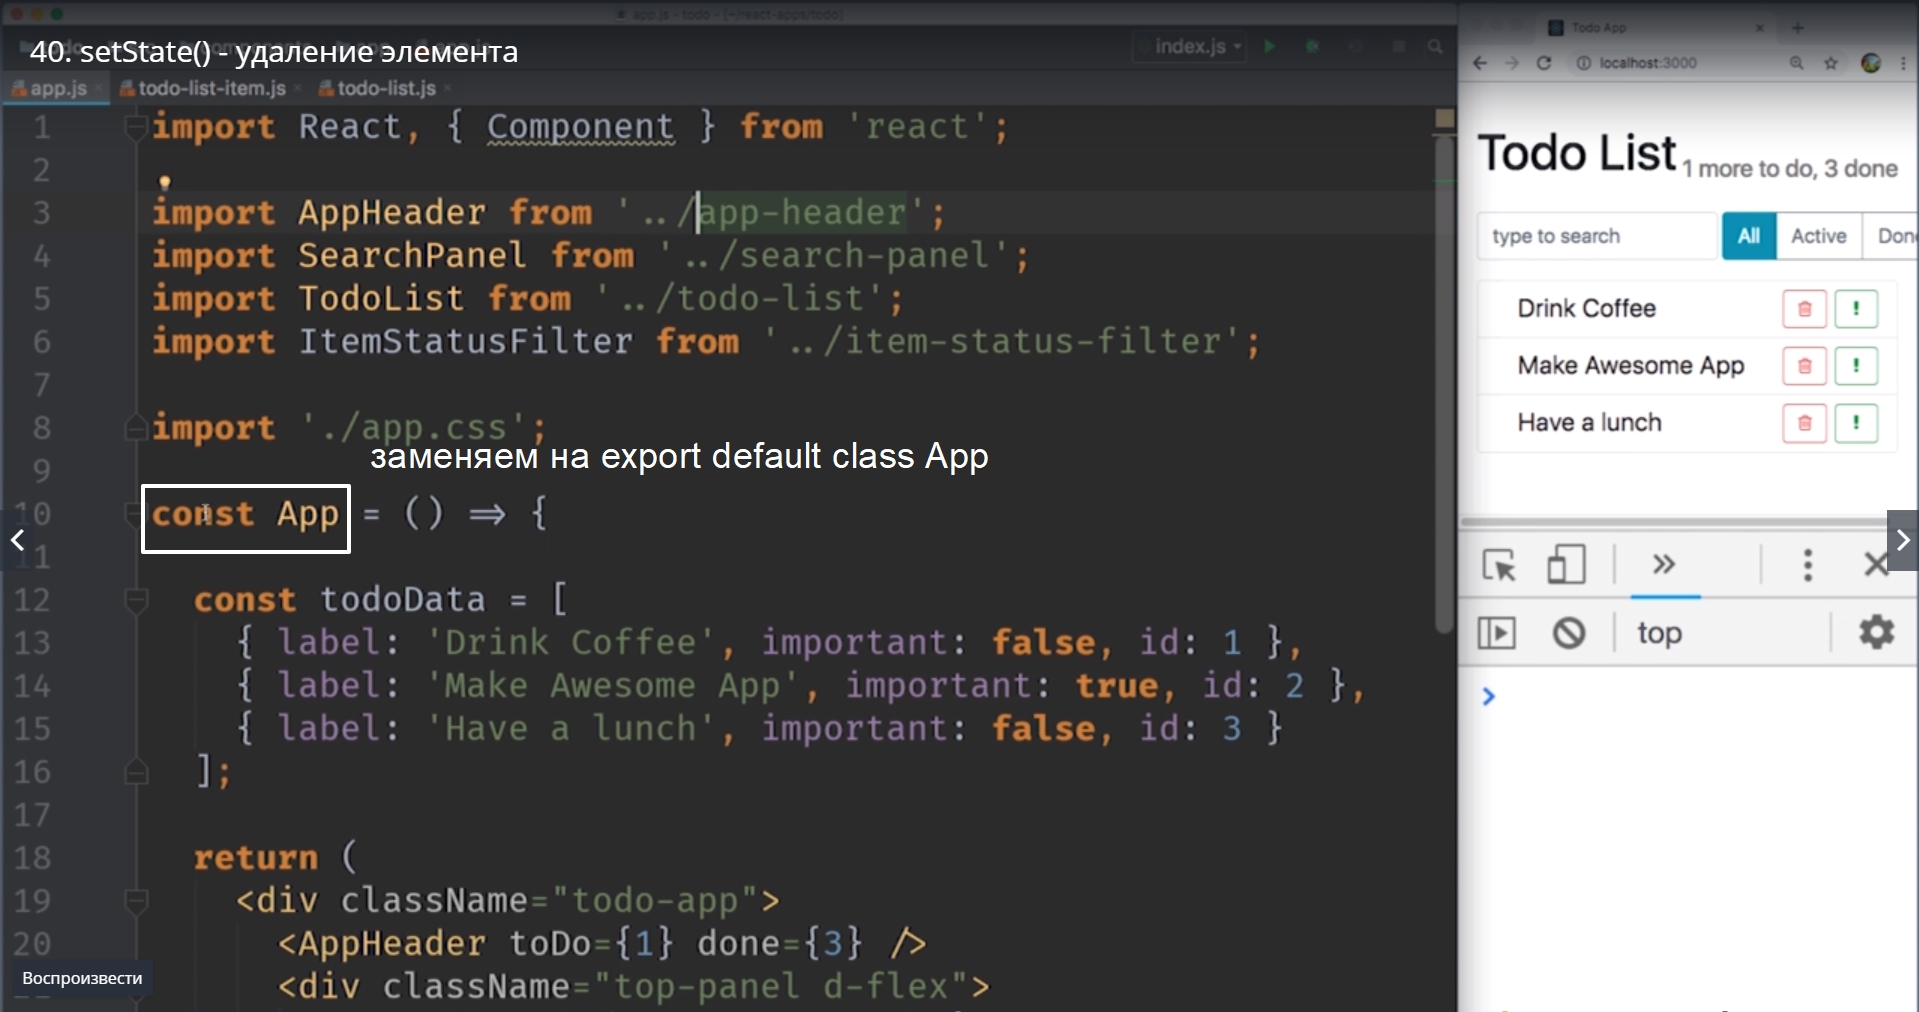 app.js - todo - [~/react-apps/todo]
40. setState() - удаление элемента
index.js
app.js
todo-list-item.js
todo-list.js
1 import React, { Component } from 'react';
2
3 import AppHeader from '../app-header';
4 import SearchPanel from '../search-panel';
5 import TodoList from '../todo-list';
6 import ItemStatusFilter from '../item-status-filter';
7
8 import './app.css';
заменяем на export default class App
9
10 const App = () => {
11
12 const todoData = [
13 { label: 'Drink Coffee', important: false, id: 1 },
14 { label: 'Make Awesome App', important: true, id: 2 },
15 { label: 'Have a lunch', important: false, id: 3 }
16 ];
17
18 return (
19 <div className="todo-app">
20 <AppHeader toDo={1} done={3} />
<div className="top-panel d-flex">
Воспроизвести
Todo App
localhost:3000
Todo List 1 more to do, 3 done
type to search All Active Done
Drink Coffee
Make Awesome App
Have a lunch
top